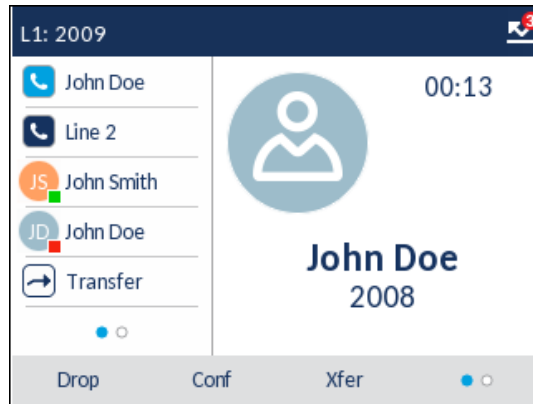 L1: 2009
3
John Doe
00:13
Line 2
JS John Smith
JD John Doe
Transfer
John Doe
2008
Drop Conf Xfer